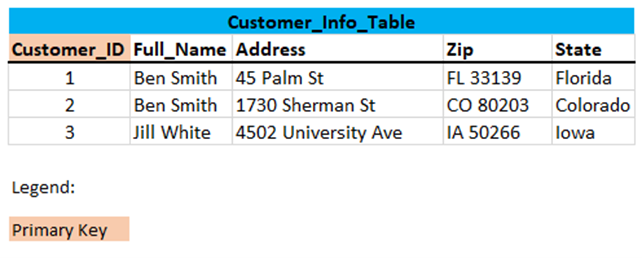 Customer_Info_Table
Customer_ID Full_Name Address Zip State
1 Ben Smith 45 Palm St FL 33139 Florida
2 Ben Smith 1730 Sherman St CO 80203 Colorado
3 Jill White 4502 University Ave IA 50266 Iowa
Legend:
Primary Key